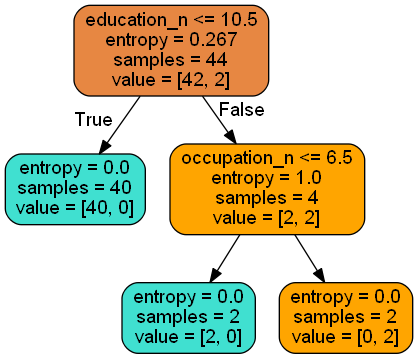 education_n <= 10.5
entropy = 0.267
samples = 44
value = [42, 2]
True
False
entropy = 0.0
samples = 40
value = [40, 0]
occupation_n <= 6.5
entropy = 1.0
samples = 4
value = [2, 2]
entropy = 0.0
samples = 2
value = [2, 0]
entropy = 0.0
samples = 2
value = [0, 2]